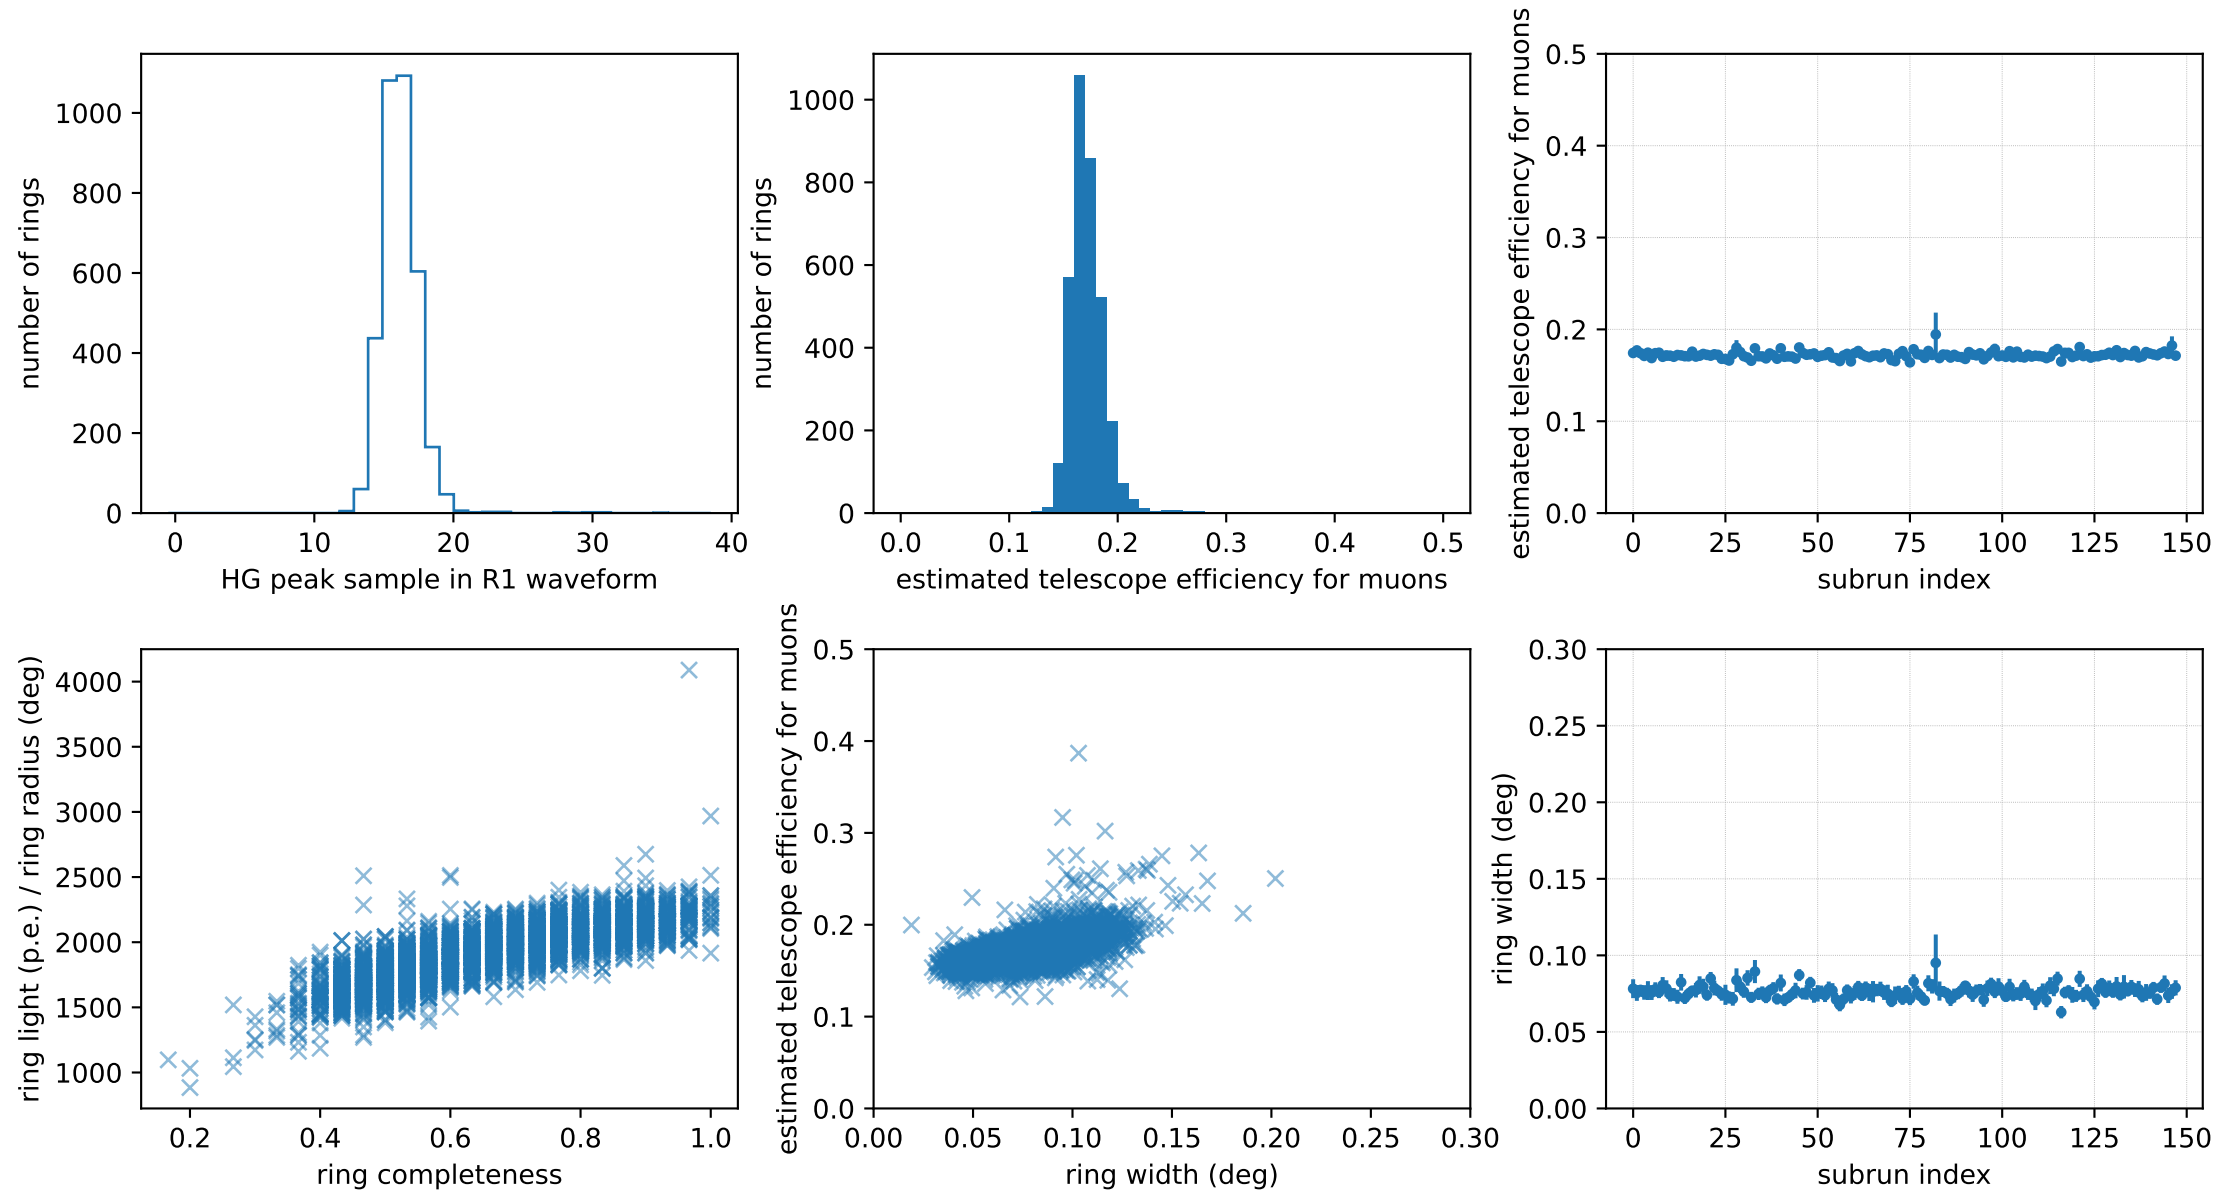 number of rings
1000
800
600
400
200
0
0 10 20 30 40
HG peak sample in R1 waveform
number of rings
1000
800
600
400
200
0
0.0 0.1 0.2 0.3 0.4 0.5
estimated telescope efficiency for muons
estimated telescope efficiency for muons
0.5
0.4
0.3
0.2
0.1
0.0
0 25 50 75 100 125 150
subrun index
ring light (p.e.) / ring radius (deg)
4000
3500
3000
2500
2000
1500
1000
0.2 0.4 0.6 0.8 1.0
ring completeness
estimated telescope efficiency for muons
0.5
0.4
0.3
0.2
0.1
0.0
0.00 0.05 0.10 0.15 0.20 0.25 0.30
ring width (deg)
ring width (deg)
0.30
0.25
0.20
0.15
0.10
0.05
0.00
0 25 50 75 100 125 150
subrun index